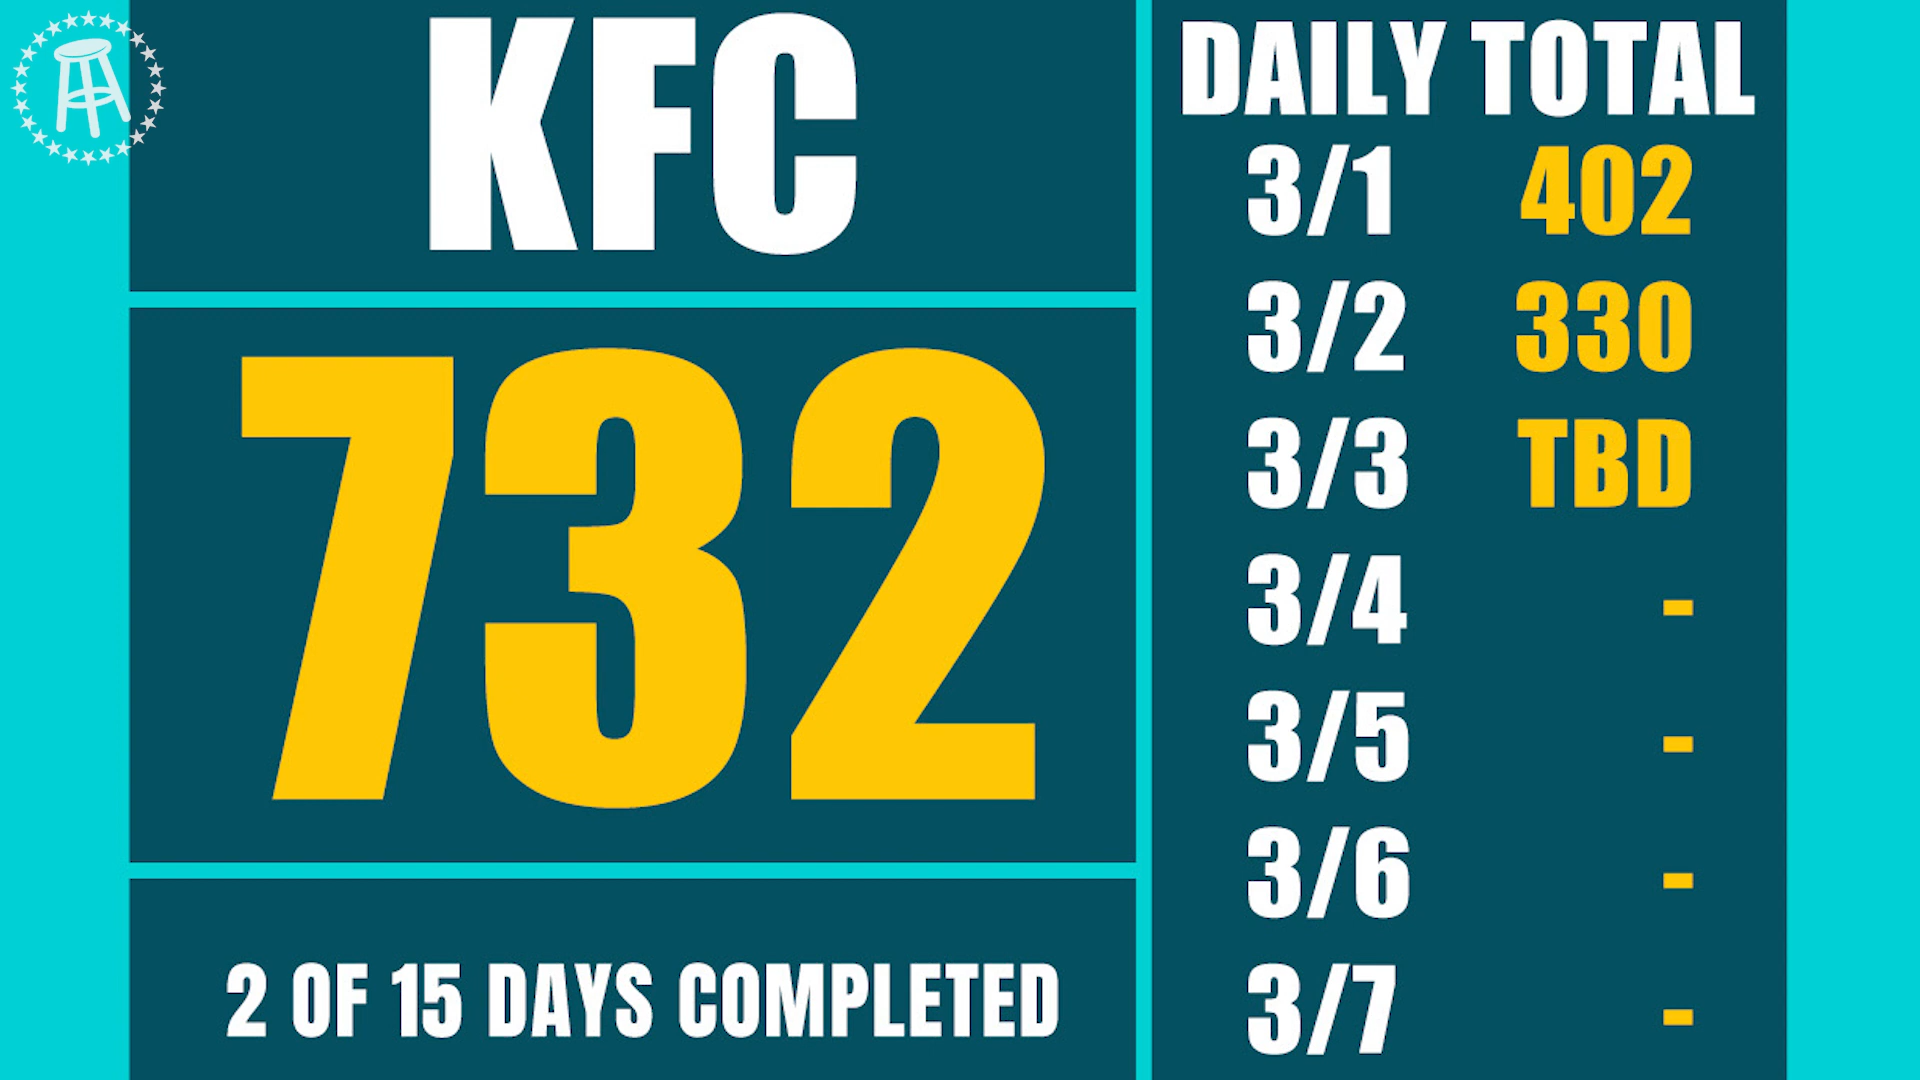 KFC
732
2 OF 15 DAYS COMPLETED
DAILY TOTAL
3/1 402
3/2 330
3/3 TBD
3/4 -
3/5 -
3/6 -
3/7 -